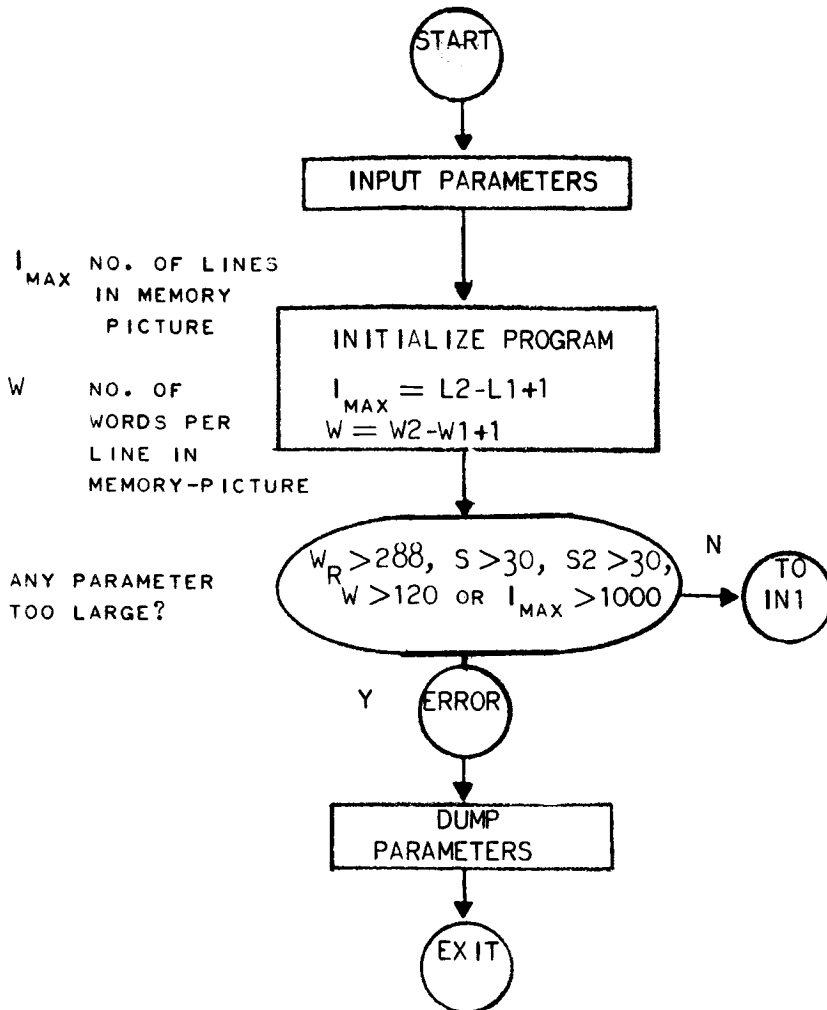 START
INPUT PARAMETERS
I_MAX NO. OF LINES
IN MEMORY
PICTURE
INITIALIZE PROGRAM
I_MAX = L2-L1+1
W = W2-W1+1
W NO. OF
WORDS PER
LINE IN
MEMORY-PICTURE
ANY PARAMETER
TOO LARGE?
W_R >288, S >30, S2 >30,
W >120 OR I_MAX >1000
N
TO
IN1
Y
ERROR
DUMP
PARAMETERS
EXIT